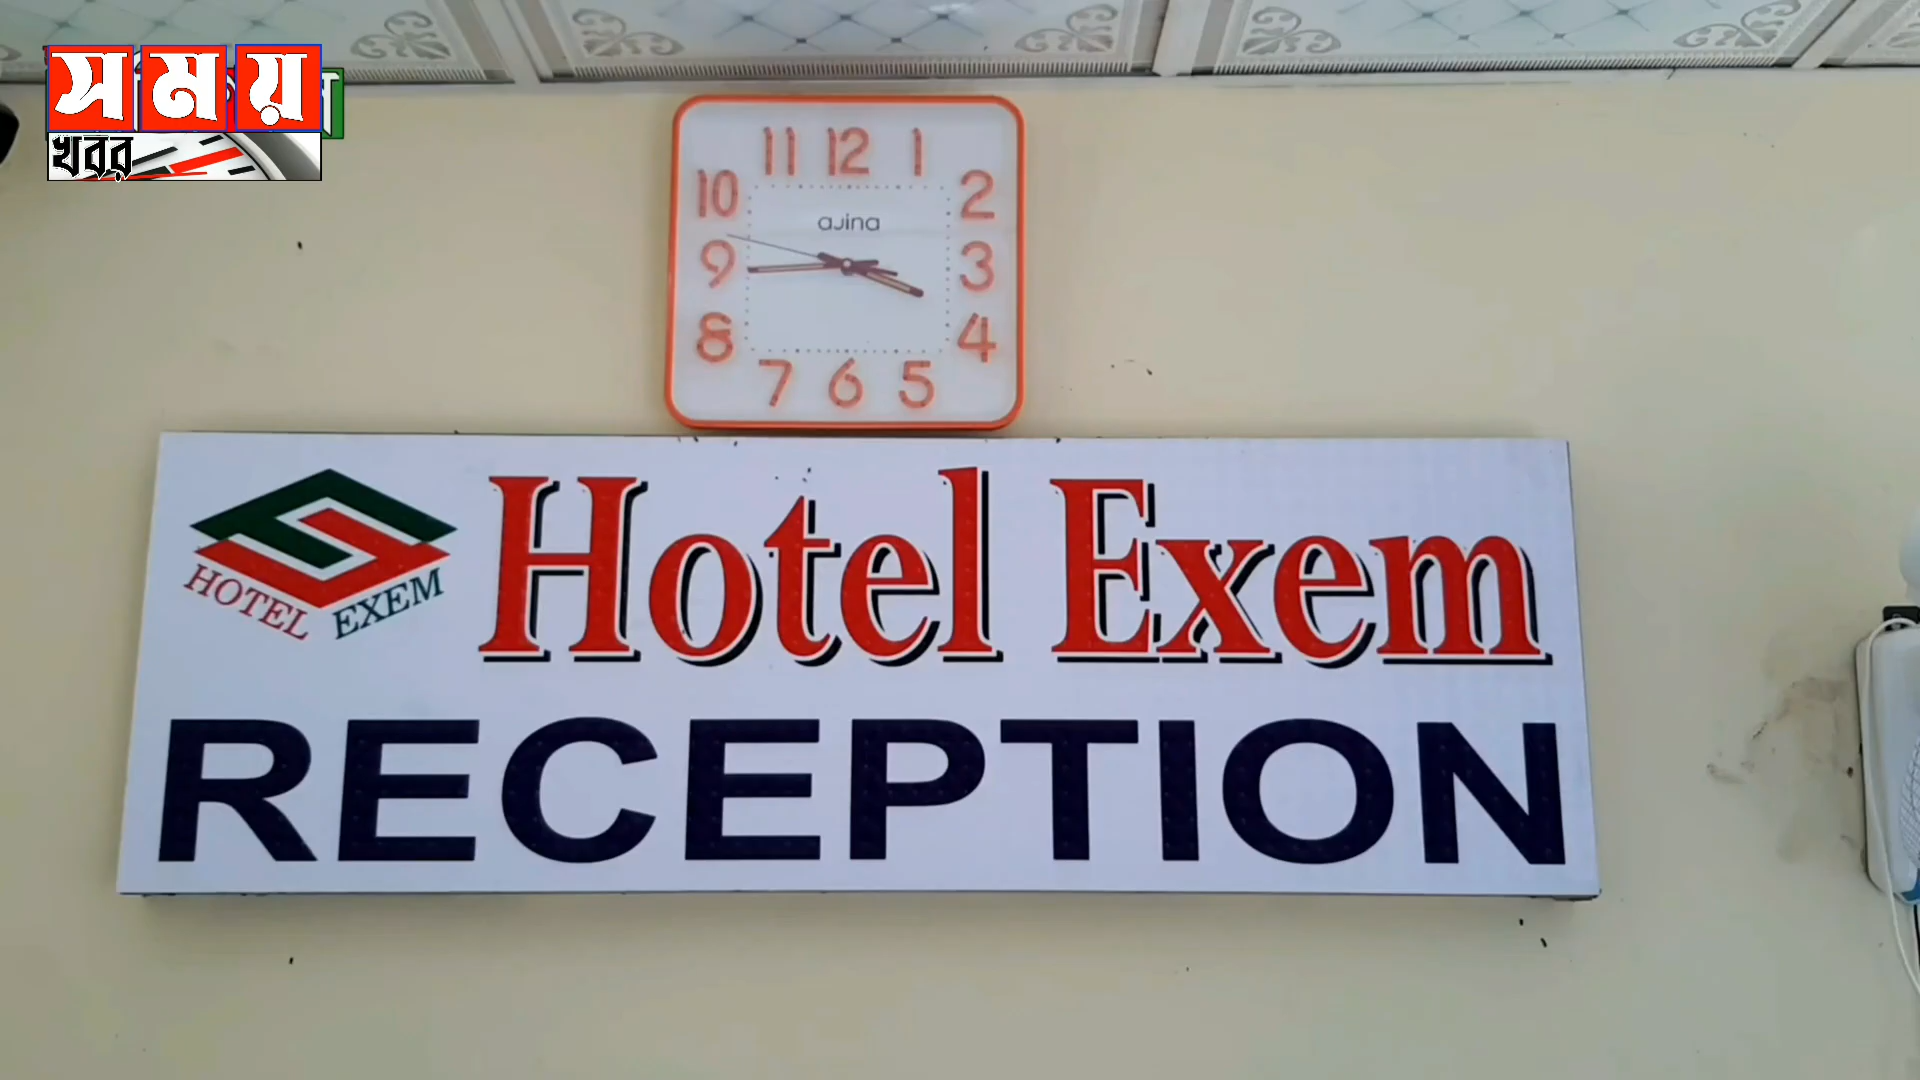 সময়
খবর
11 12 1
10 2
ajina
9 3
8 4
7 6 5
Hotel Exem
HOTEL EXEM
RECEPTION